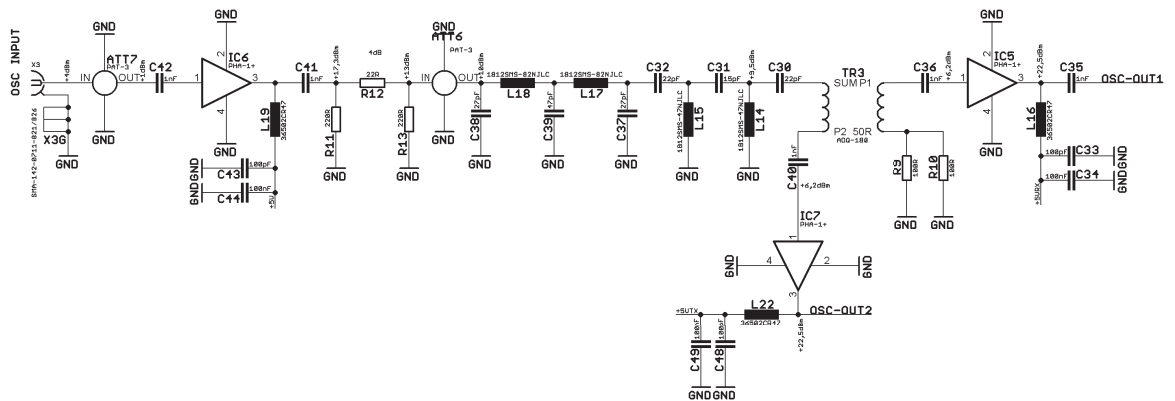 OSC INPUT
X3
+4dBm
X3G
SMA-142-0711-821/826
GND
GND
ATT7
PAT-3
IN
OUT
+1dBm
GND
C42
1nF
GND
IC6
PHA-1+
1
2
3
4
GND
L19
36502CR47
GND
C43
100pF
GND
C44
100nF
+5V
C41
1nF
+17,3dBm
4dB
22R
R12
R11
220R
GND
+13dBm
R13
220R
GND
GND
ATT6
PAT-3
IN
OUT
+10dBm
GND
1812SMS-82NJLC
L18
1812SMS-82NJLC
L17
C38
27pF
GND
C39
47pF
GND
C37
27pF
GND
C32
22pF
L15
1812SMS-47NJLC
GND
C31
15pF
+9,5dBm
L14
1812SMS-47NJLC
GND
C30
22pF
TR3
SUM P1
P2 50R
ADQ-180
C40
1nF
+6,2dBm
IC7
PHA-1+
1
4
2
3
GND
GND
+5VTX
L22
36502CR47
OSC-OUT2
+22,5dBm
C49
100nF
C48
100pF
GND GND
C36
1nF
+6,2dBm
R9
100R
R10
100R
GND
GND
GND
IC5
PHA-1+
1
2
3
4
GND
+22,5dBm
C35
1nF
OSC-OUT1
L16
36502CR47
100pF
C33
GND
100nF
C34
GND
+5VRX